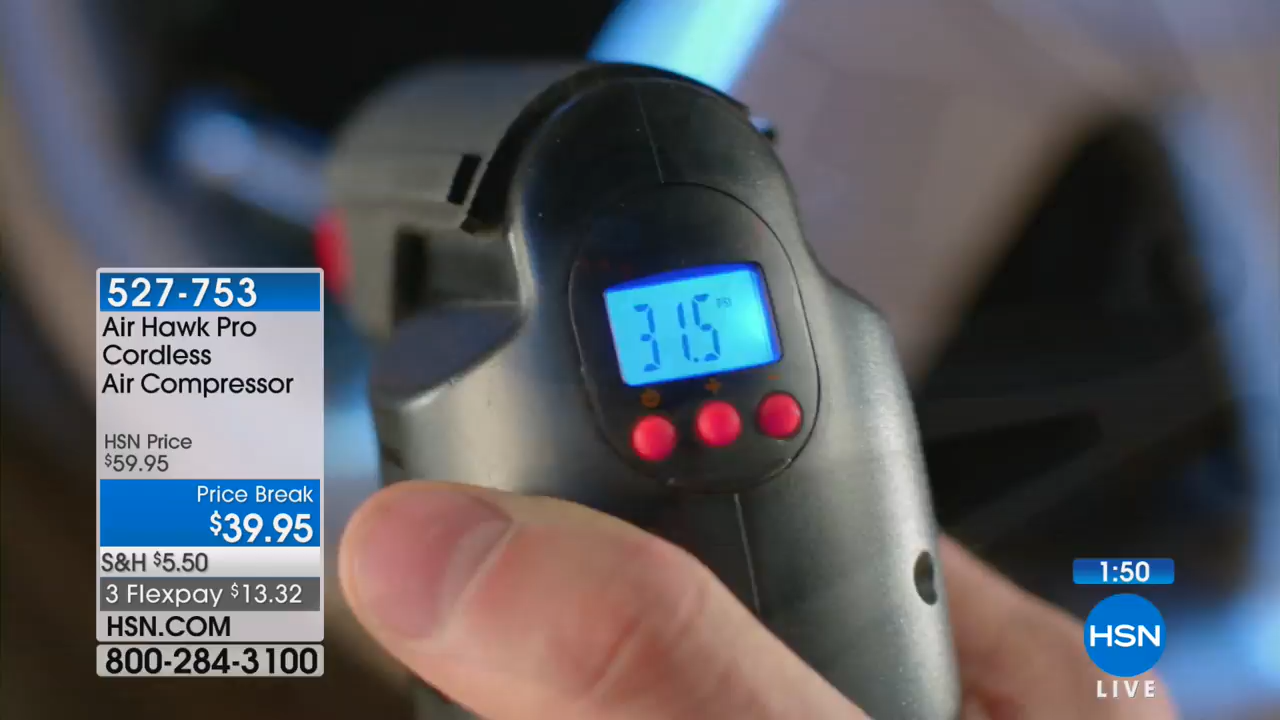 527-753
Air Hawk Pro
Cordless
Air Compressor
HSN Price
$59.95
Price Break
$39.95
S&H $5.50
3 Flexpay $13.32
HSN.COM
800-284-3100
31.5 PSI
1:50
HSN
LIVE